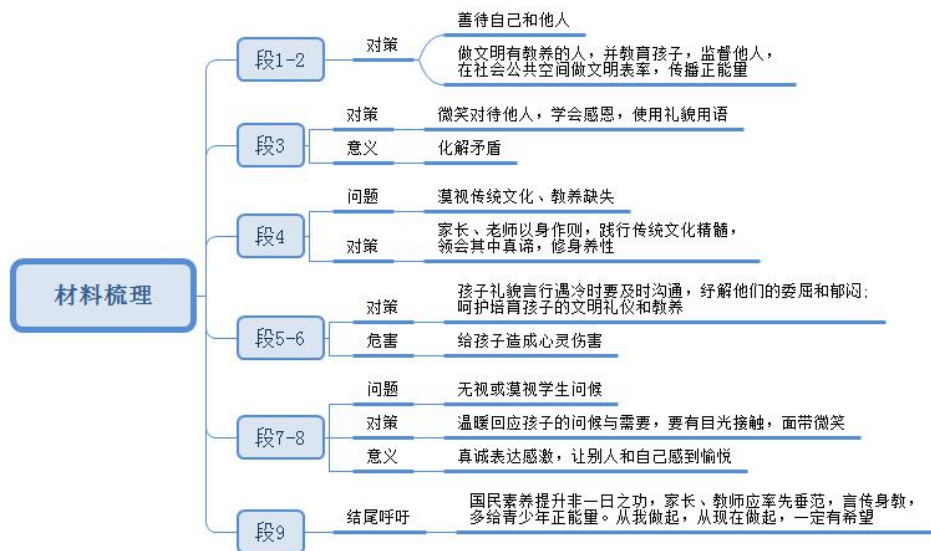 材料梳理
段1-2
对策
善待自己和他人
做文明有教养的人，并教育孩子，监督他人，
在社会公共空间做文明表率，传播正能量
段3
对策
微笑对待他人，学会感恩，使用礼貌用语
意义
化解矛盾
段4
问题
漠视传统文化、教养缺失
对策
家长、老师以身作则，践行传统文化精髓，
领会其中真谛，修身养性
段5-6
对策
孩子礼貌言行遇冷时要及时沟通，纾解他们的委屈和郁闷；
呵护培育孩子的文明礼仪和教养
危害
给孩子造成心灵伤害
段7-8
问题
无视或漠视学生问候
对策
温暖回应孩子的问候与需要，要有目光接触，面带微笑
意义
真诚表达感激，让别人和自己感到愉悦
段9
结尾呼吁
国民素养提升非一日之功，家长、教师应率先垂范，言传身教，
多给青少年正能量。从我做起，从现在做起，一定有希望